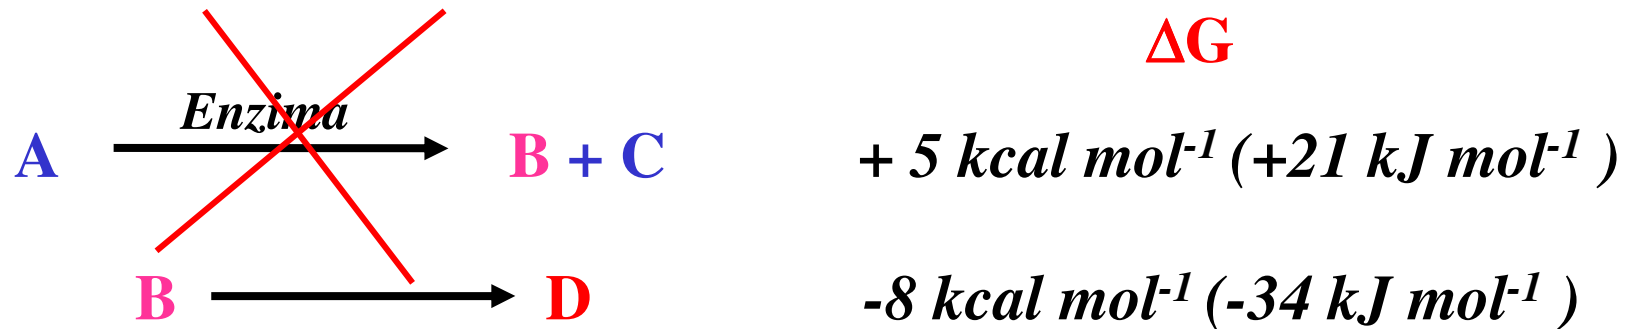 ΔG
Enzima
A B + C + 5 kcal mol-1 (+21 kJ mol-1 )
B D -8 kcal mol-1 (-34 kJ mol-1 )